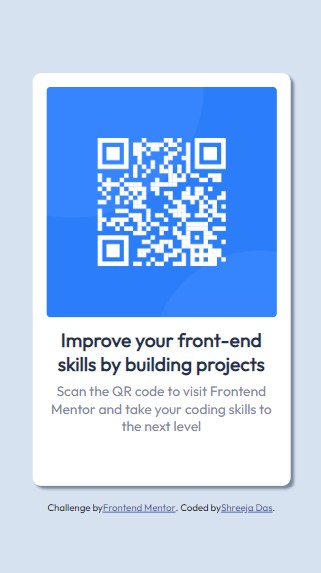 Improve your front-end
skills by building projects
Scan the QR code to visit Frontend
Mentor and take your coding skills to
the next level
Challenge byFrontend Mentor. Coded byShreeja Das.